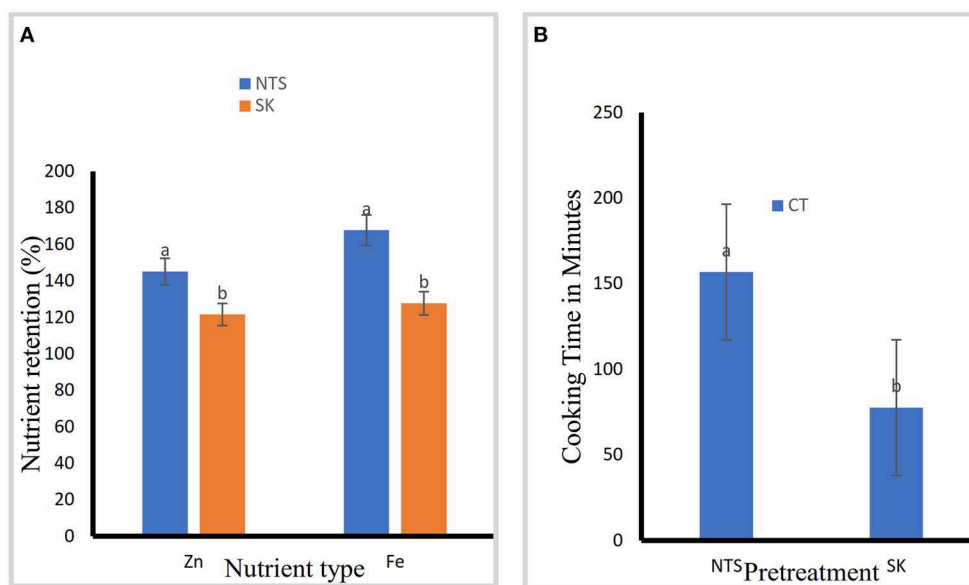 A
NTS
SK
Nutrient retention (%)
200
180
160
140
120
100
80
60
40
20
0
a
b
a
b
Zn
Fe
Nutrient type
B
CT
Cooking Time in Minutes
250
200
150
100
50
0
a
b
NTS
SK
Pretreatment